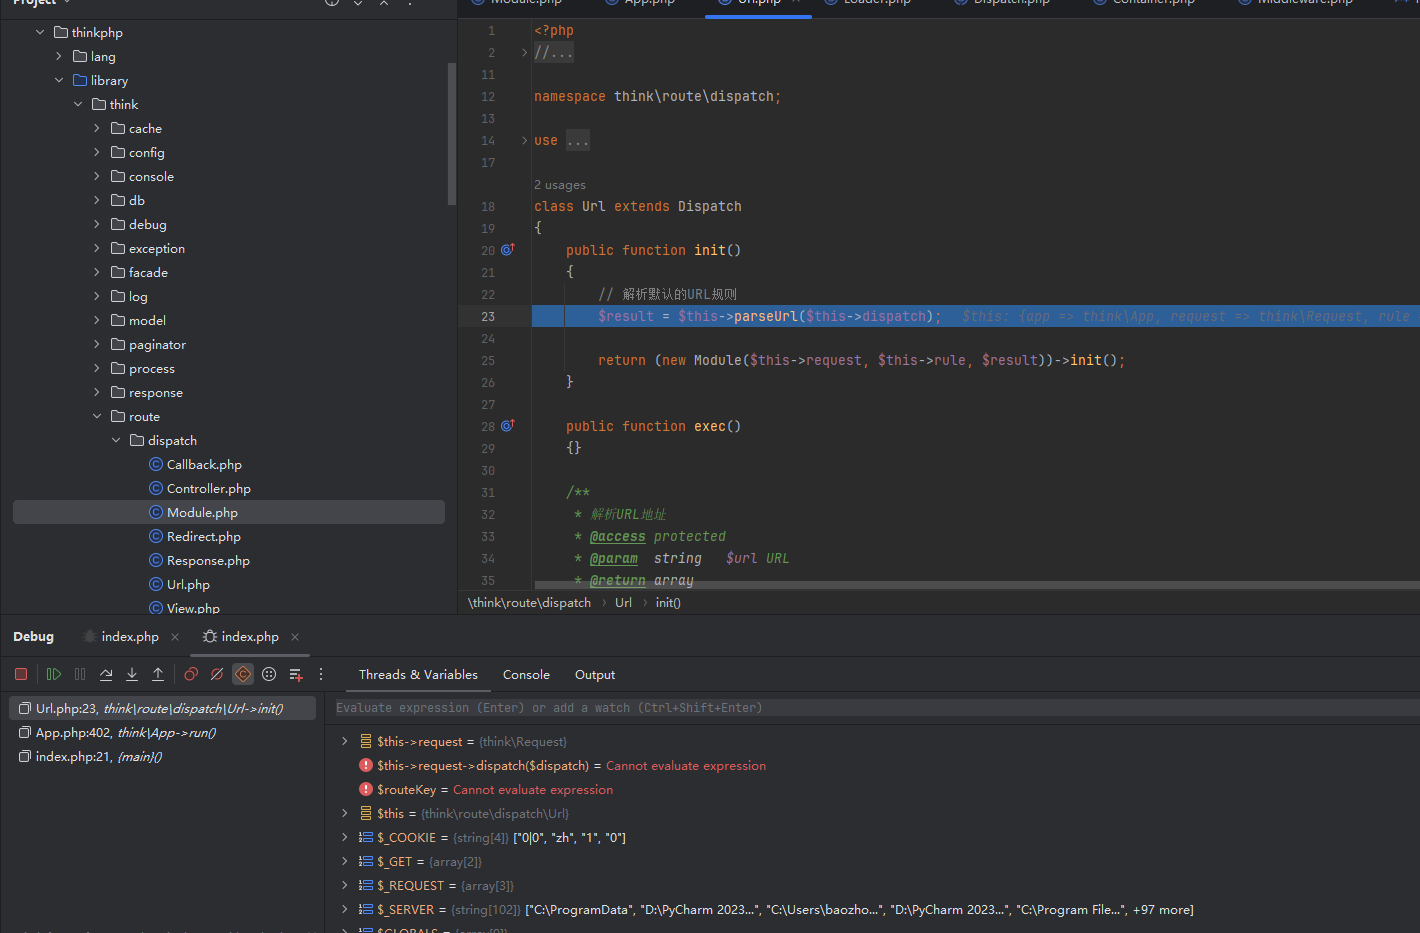 Project
Module.php
App.php
Url.php
Loader.php
Dispatch.php
Container.php
Middleware.php
thinkphp
lang
library
think
cache
config
console
db
debug
exception
facade
log
model
paginator
process
response
route
dispatch
Callback.php
Controller.php
Module.php
Redirect.php
Response.php
Url.php
View.php
1 <?php
2 //...
11
12 namespace think\route\dispatch;
13
14 use ...
17
2 usages
18 class Url extends Dispatch
19 {
20 public function init()
21 {
22 // 解析默认的URL规则
23 $result = $this->parseUrl($this->dispatch); $this: {app => think\App, request => think\Request, rule
24
25 return (new Module($this->request, $this->rule, $result))->init();
26 }
27
28 public function exec()
29 {}
30
31 /**
32 * 解析URL地址
33 * @access protected
34 * @param string $url URL
35 * @return array
\think\route\dispatch › Url › init()
Debug index.php index.php
Threads & Variables Console Output
Url.php:23, think\route\dispatch\Url->init()
App.php:402, think\App->run()
index.php:21, {main}()
Evaluate expression (Enter) or add a watch (Ctrl+Shift+Enter)
$this->request = {think\Request}
$this->request->dispatch($dispatch) = Cannot evaluate expression
$routeKey = Cannot evaluate expression
$this = {think\route\dispatch\Url}
$_COOKIE = {string[4]} ["0|0", "zh", "1", "0"]
$_GET = {array[2]}
$_REQUEST = {array[3]}
$_SERVER = {string[102]} ["C:\ProgramData", "D:\PyCharm 2023...", "C:\Users\baozho...", "D:\PyCharm 2023...", "C:\Program File...", +97 more]